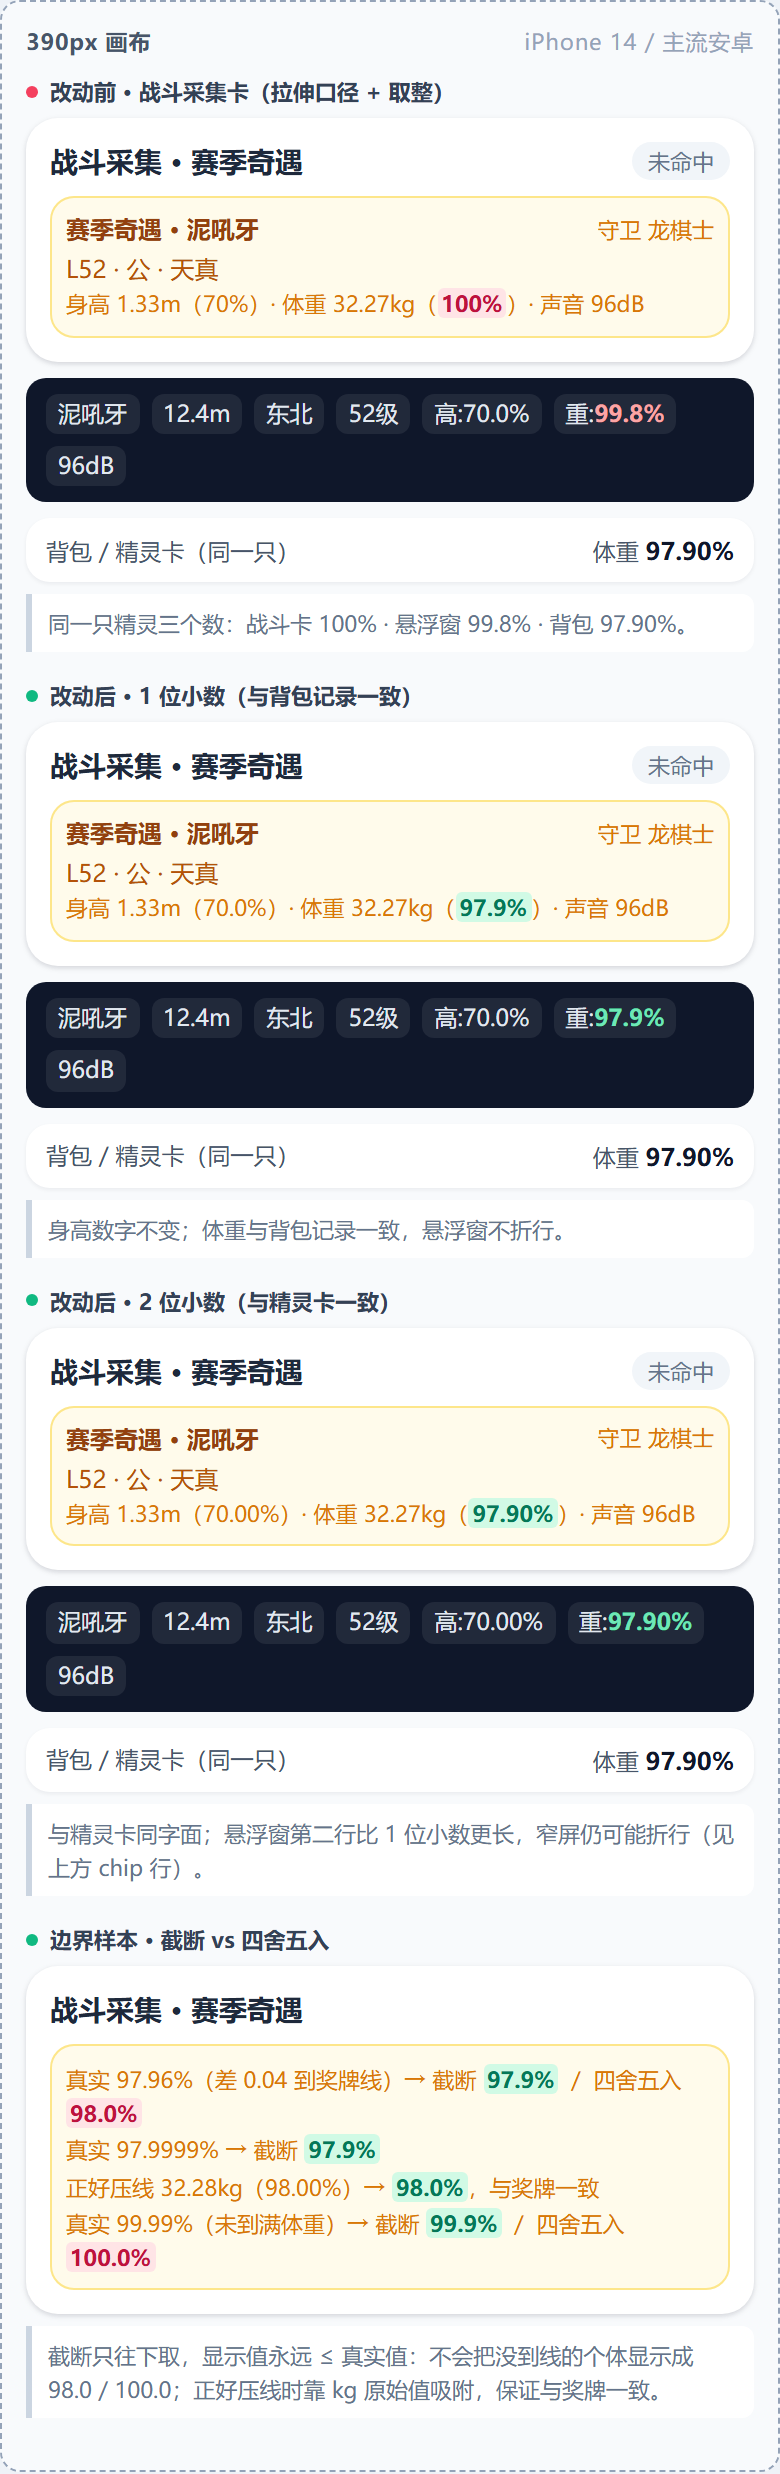 390px 画布 iPhone 14 / 主流安卓
改动前 • 战斗采集卡（拉伸口径 + 取整）
战斗采集 • 赛季奇遇 未命中
赛季奇遇 • 泥吼牙 守卫 龙棋士
L52 · 公 · 天真
身高 1.33m（70%）· 体重 32.27kg（100%）· 声音 96dB
泥吼牙 12.4m 东北 52级 高:70.0% 重:99.8%
96dB
背包 / 精灵卡（同一只） 体重 97.90%
同一只精灵三个数：战斗卡 100% · 悬浮窗 99.8% · 背包 97.90%。
改动后 • 1 位小数（与背包记录一致）
战斗采集 • 赛季奇遇 未命中
赛季奇遇 • 泥吼牙 守卫 龙棋士
L52 · 公 · 天真
身高 1.33m（70.0%）· 体重 32.27kg（97.9%）· 声音 96dB
泥吼牙 12.4m 东北 52级 高:70.0% 重:97.9%
96dB
背包 / 精灵卡（同一只） 体重 97.90%
身高数字不变；体重与背包记录一致，悬浮窗不折行。
改动后 • 2 位小数（与精灵卡一致）
战斗采集 • 赛季奇遇 未命中
赛季奇遇 • 泥吼牙 守卫 龙棋士
L52 · 公 · 天真
身高 1.33m（70.00%）· 体重 32.27kg（97.90%）· 声音 96dB
泥吼牙 12.4m 东北 52级 高:70.00% 重:97.90%
96dB
背包 / 精灵卡（同一只） 体重 97.90%
与精灵卡同字面；悬浮窗第二行比 1 位小数更长，窄屏仍可能折行（见
上方 chip 行）。
边界样本 • 截断 vs 四舍五入
战斗采集 • 赛季奇遇
真实 97.96%（差 0.04 到奖牌线）→ 截断 97.9% / 四舍五入
98.0%
真实 97.9999% → 截断 97.9%
正好压线 32.28kg（98.00%）→ 98.0%，与奖牌一致
真实 99.99%（未到满体重）→ 截断 99.9% / 四舍五入
100.0%
截断只往下取，显示值永远 ≤ 真实值：不会把没到线的个体显示成
98.0 / 100.0；正好压线时靠 kg 原始值吸附，保证与奖牌一致。